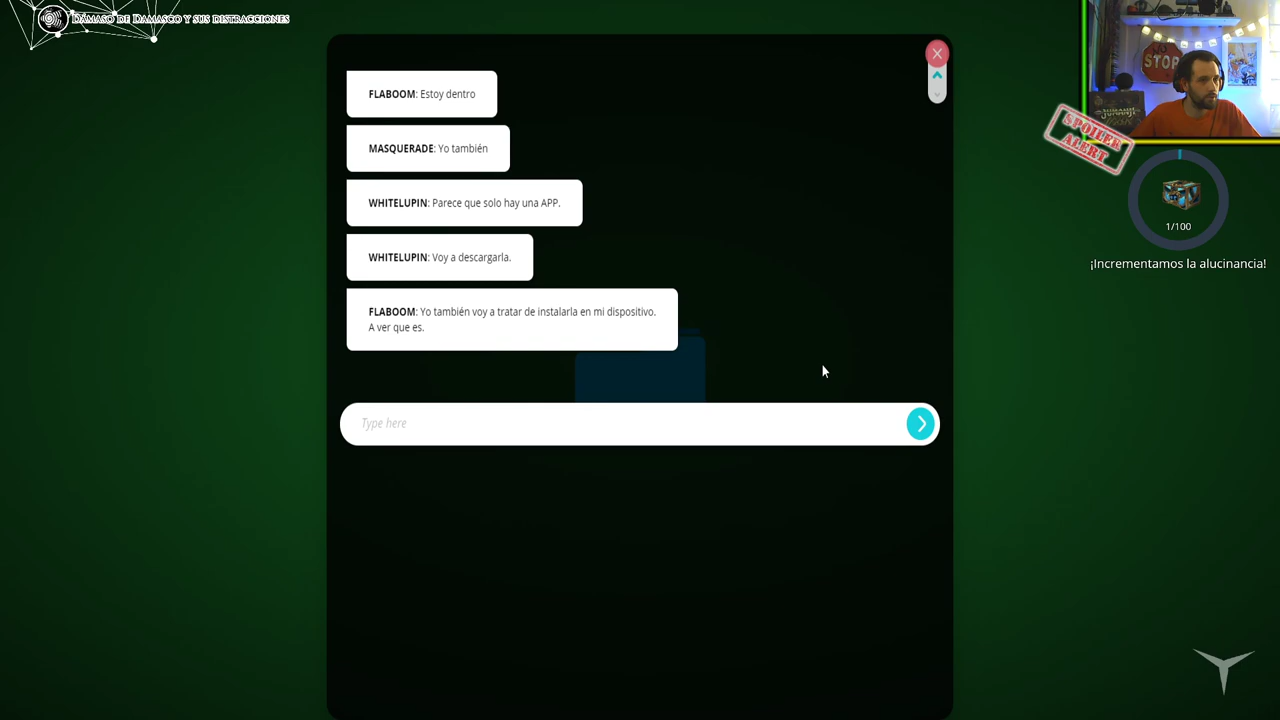 DÁMASO DE DAMASCO Y SUS DISTRACCIONES
FLABOOM: Estoy dentro
MASQUERADE: Yo también
WHITELUPIN: Parece que solo hay una APP.
WHITELUPIN: Voy a descargarla.
FLABOOM: Yo también voy a tratar de instalarla en mi dispositivo.
A ver que es.
Type here
STOP
JUMANJI
SPOILER
ALERT
1/100
¡Incrementamos la alucinancia!